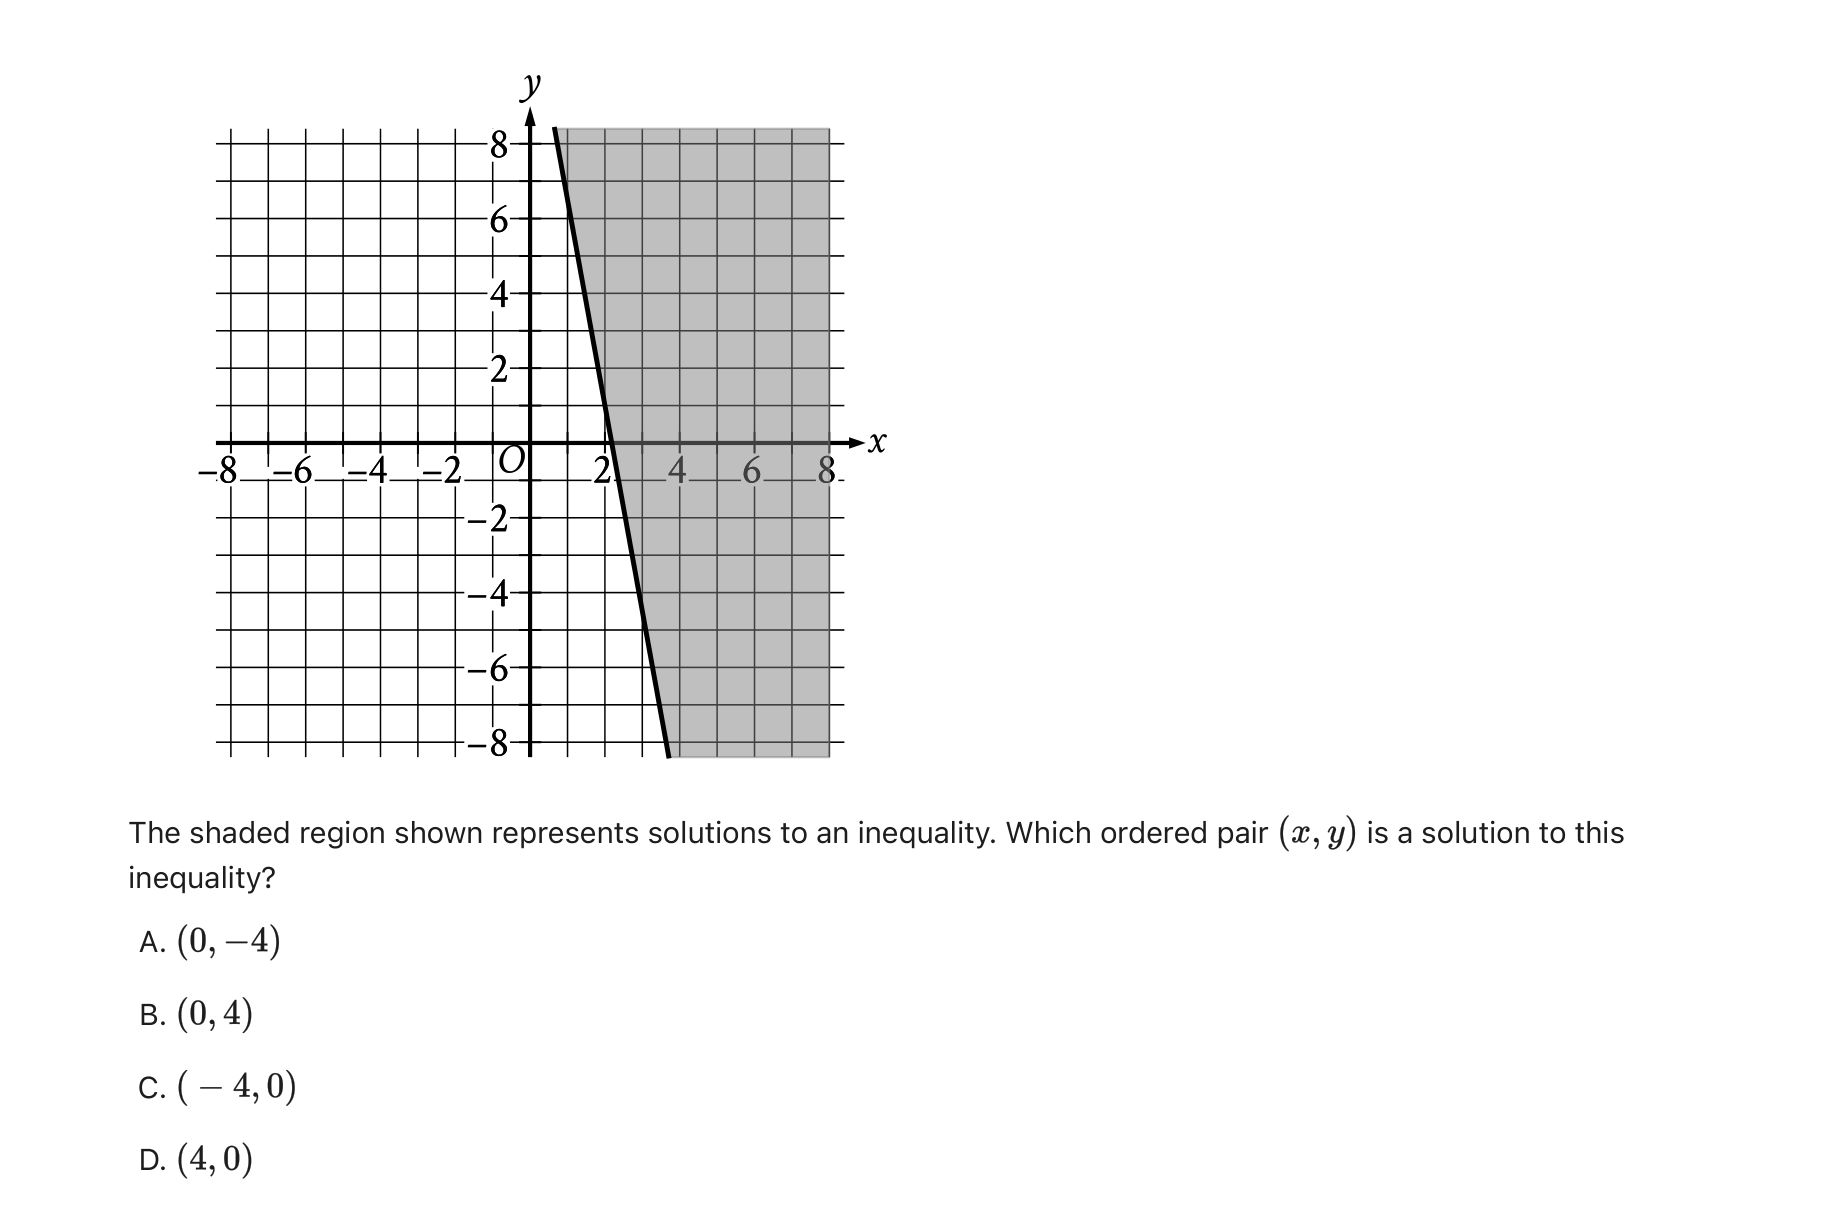 y
8
6
4
2
−8 −6 −4 −2 O 2 4 6 8 x
−2
−4
−6
−8
The shaded region shown represents solutions to an inequality. Which ordered pair (x, y) is a solution to this
inequality?
A. (0, −4)
B. (0, 4)
C. ( − 4, 0)
D. (4, 0)